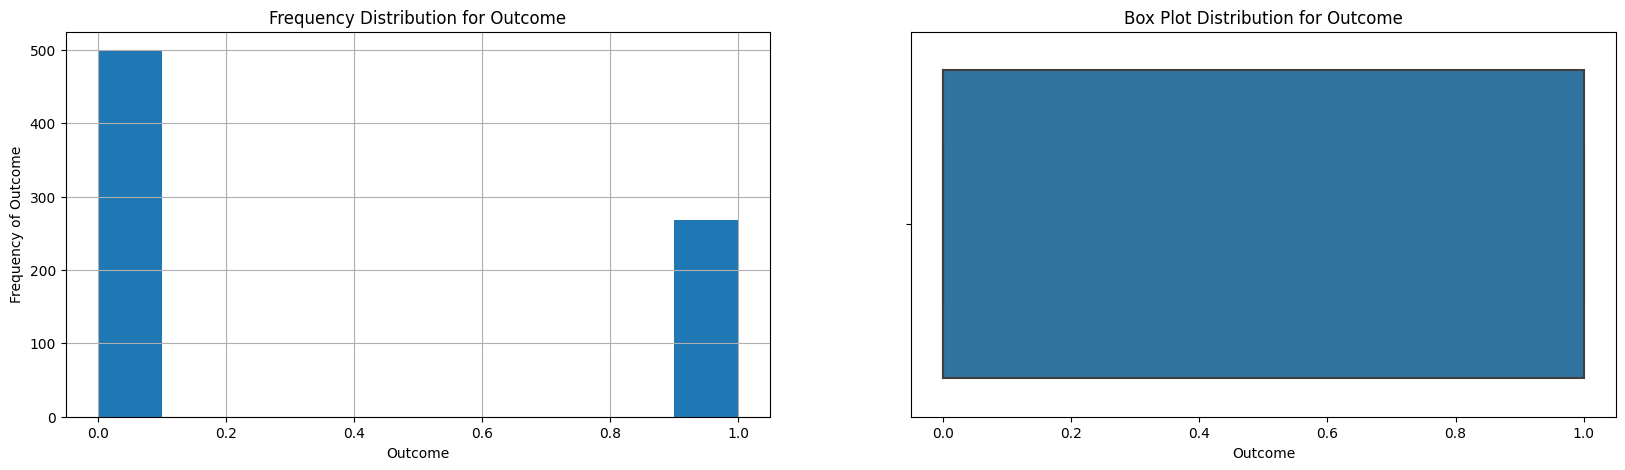 Frequency Distribution for Outcome
500
400
300
200
100
0
Frequency of Outcome
0.0 0.2 0.4 0.6 0.8 1.0
Outcome
Box Plot Distribution for Outcome
0.0 0.2 0.4 0.6 0.8 1.0
Outcome